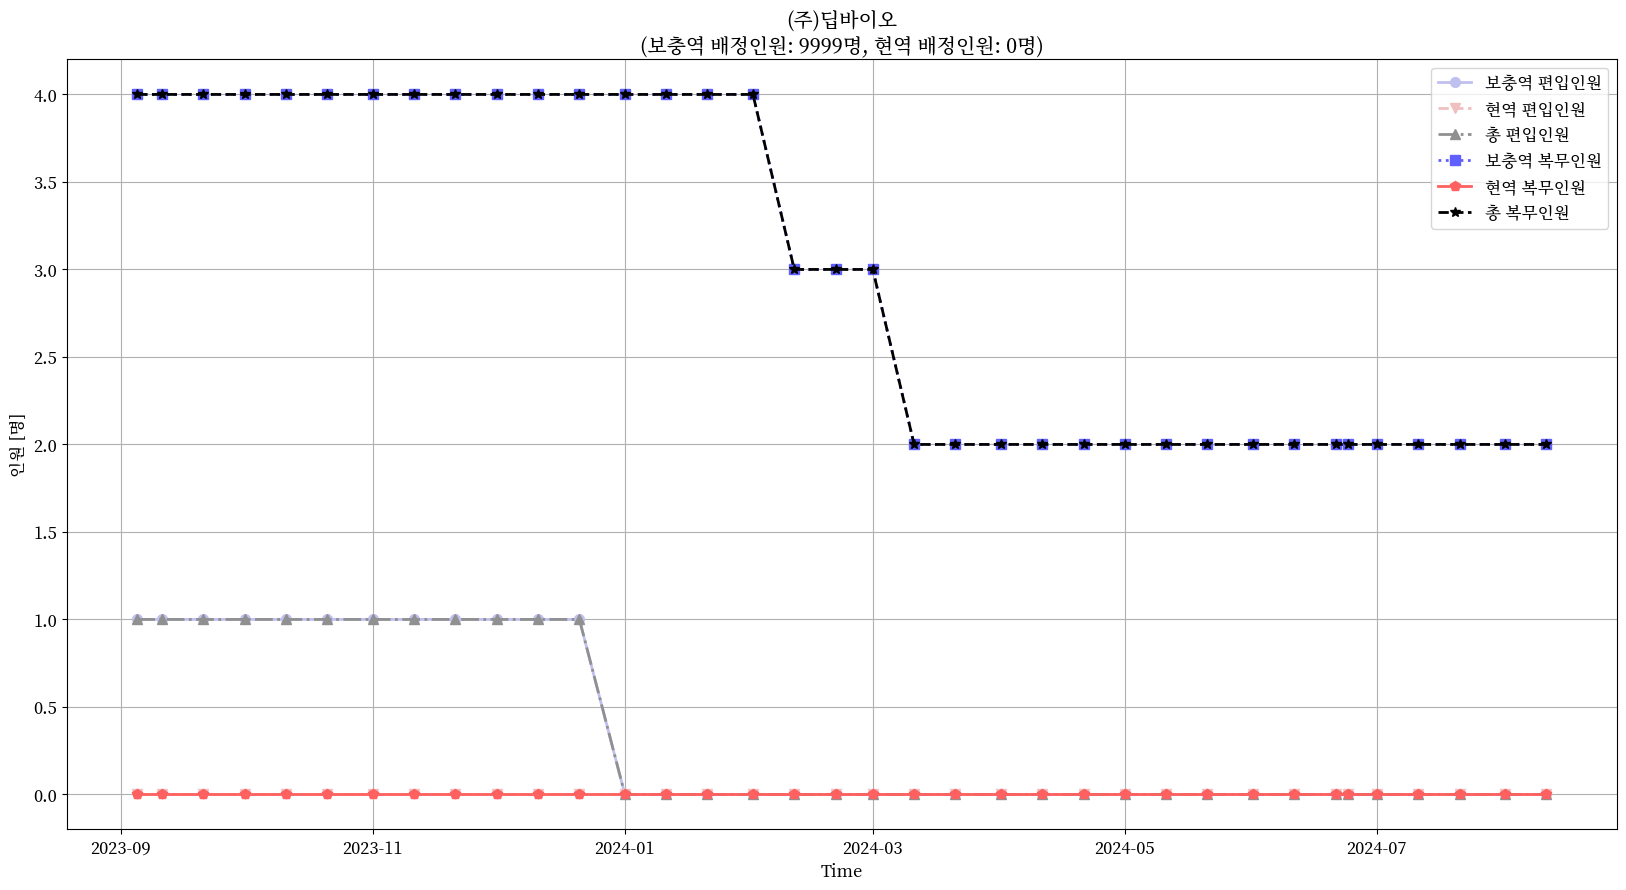 (주)딥바이오
(보충역 배정인원: 9999명, 현역 배정인원: 0명)
보충역 편입인원
현역 편입인원
총 편입인원
보충역 복무인원
현역 복무인원
총 복무인원
인원 [명]
4.0
3.5
3.0
2.5
2.0
1.5
1.0
0.5
0.0
2023-09 2023-11 2024-01 2024-03 2024-05 2024-07
Time